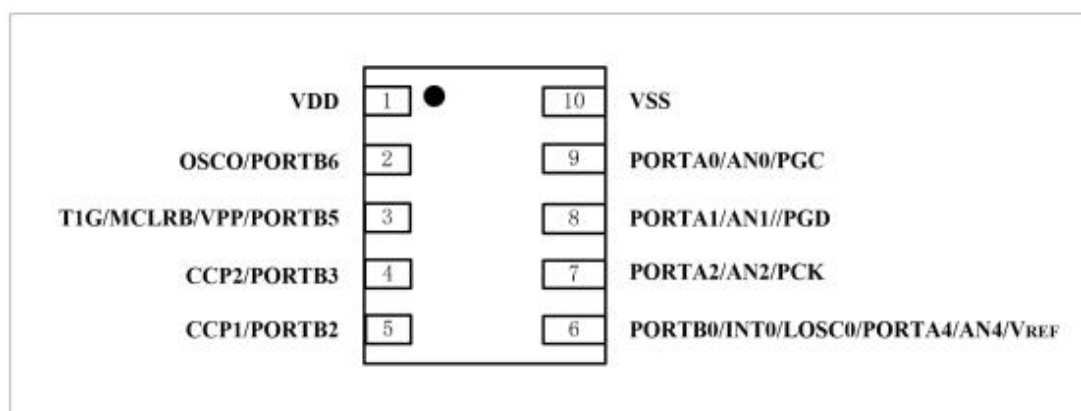 VDD 1 10 VSS
OSCO/PORTB6 2 9 PORTA0/AN0/PGC
T1G/MCLRB/VPP/PORTB5 3 8 PORTA1/AN1//PGD
CCP2/PORTB3 4 7 PORTA2/AN2/PCK
CCP1/PORTB2 5 6 PORTB0/INT0/LOSC0/PORTA4/AN4/VREF